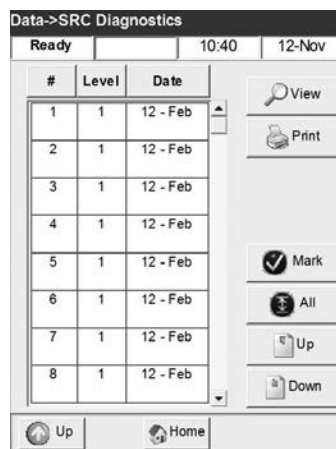 Data->SRC Diagnostics
Ready 10:40 12-Nov
# Level Date
1 1 12 - Feb
2 1 12 - Feb
3 1 12 - Feb
4 1 12 - Feb
5 1 12 - Feb
6 1 12 - Feb
7 1 12 - Feb
8 1 12 - Feb
View
Print
Mark
All
Up
Down
Up Home